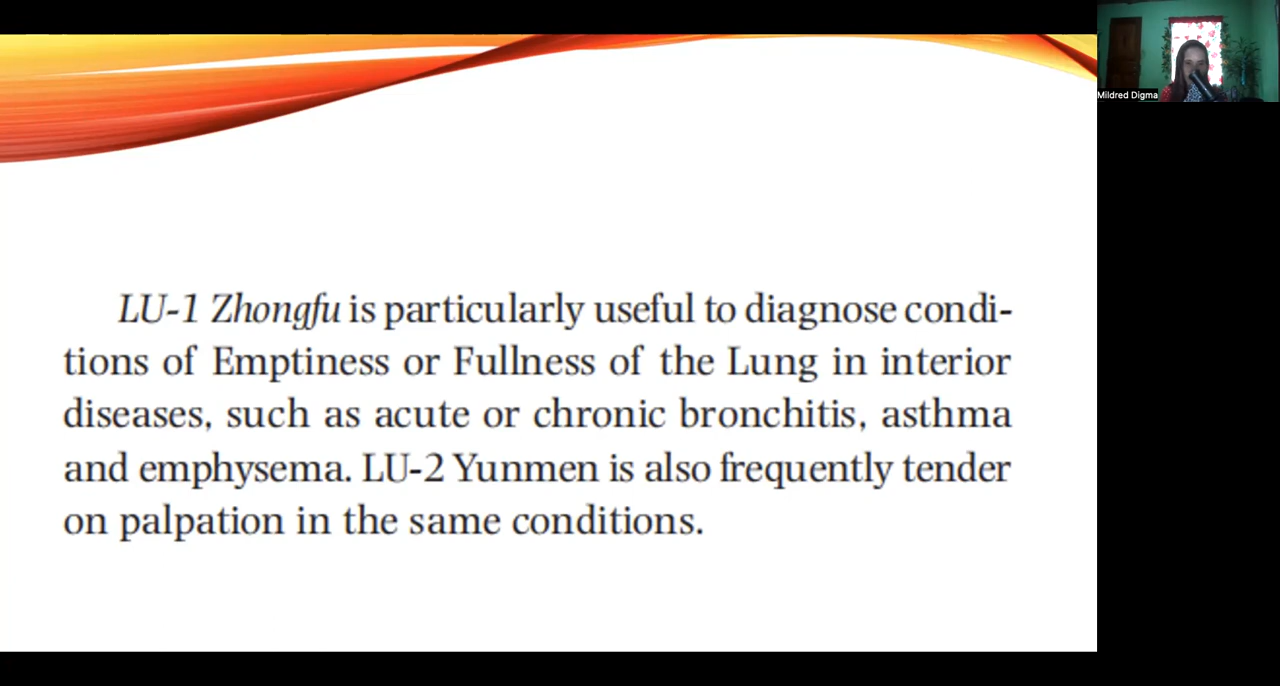 Mildred Digma
LU-1 Zhongfu is particularly useful to diagnose condi-
tions of Emptiness or Fullness of the Lung in interior
diseases, such as acute or chronic bronchitis, asthma
and emphysema. LU-2 Yunmen is also frequently tender
on palpation in the same conditions.